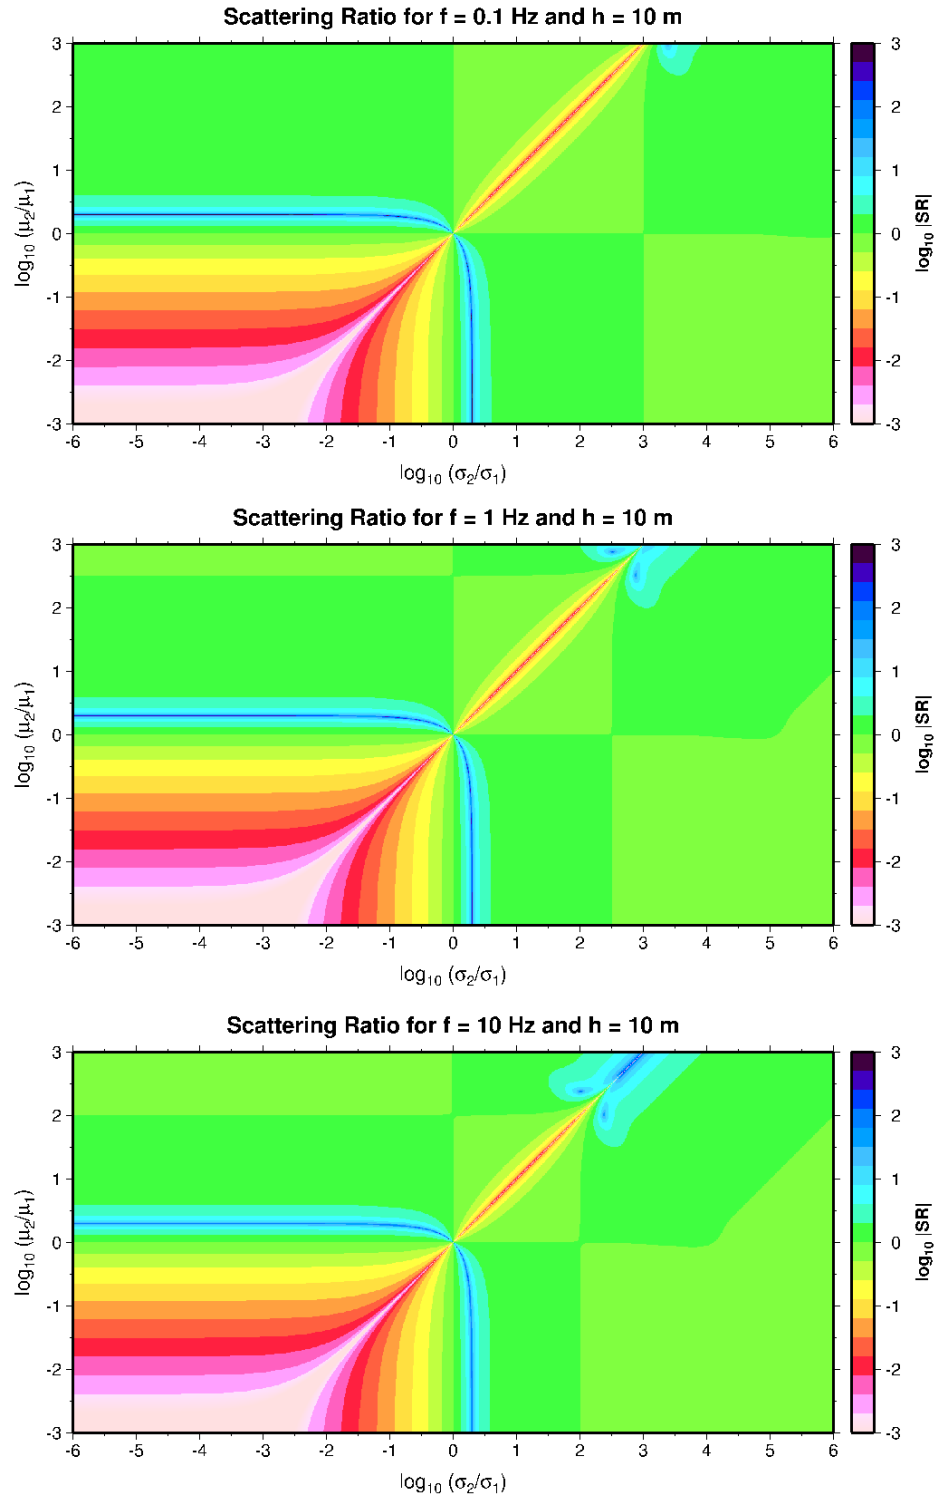 Scattering Ratio for f = 0.1 Hz and h = 10 m
3
2
1
0
-1
-2
-3
log₁₀ (μ₂/μ₁)
-6 -5 -4 -3 -2 -1 0 1 2 3 4 5 6
log₁₀ (σ₂/σ₁)
3
2
1
0
-1
-2
-3
log₁₀ |SR|
Scattering Ratio for f = 1 Hz and h = 10 m
3
2
1
0
-1
-2
-3
log₁₀ (μ₂/μ₁)
-6 -5 -4 -3 -2 -1 0 1 2 3 4 5 6
log₁₀ (σ₂/σ₁)
3
2
1
0
-1
-2
-3
log₁₀ |SR|
Scattering Ratio for f = 10 Hz and h = 10 m
3
2
1
0
-1
-2
-3
log₁₀ (μ₂/μ₁)
-6 -5 -4 -3 -2 -1 0 1 2 3 4 5 6
log₁₀ (σ₂/σ₁)
3
2
1
0
-1
-2
-3
log₁₀ |SR|